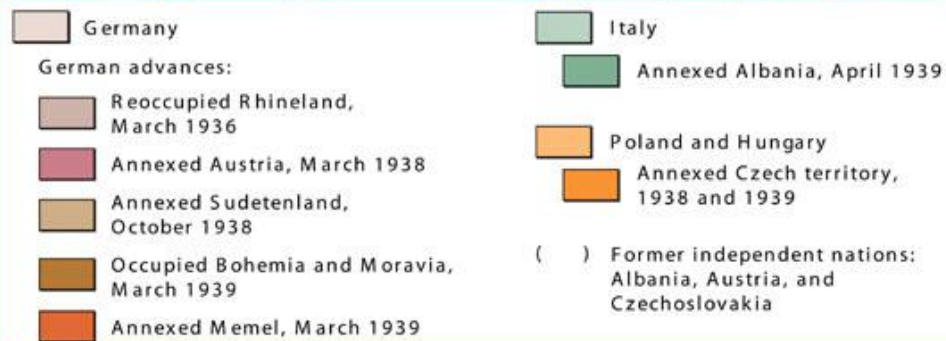 Germany
German advances:
Reoccupied Rhineland,
March 1936
Annexed Austria, March 1938
Annexed Sudetenland,
October 1938
Occupied Bohemia and Moravia,
March 1939
Annexed Memel, March 1939
Italy
Annexed Albania, April 1939
Poland and Hungary
Annexed Czech territory,
1938 and 1939
( ) Former independent nations:
Albania, Austria, and
Czechoslovakia